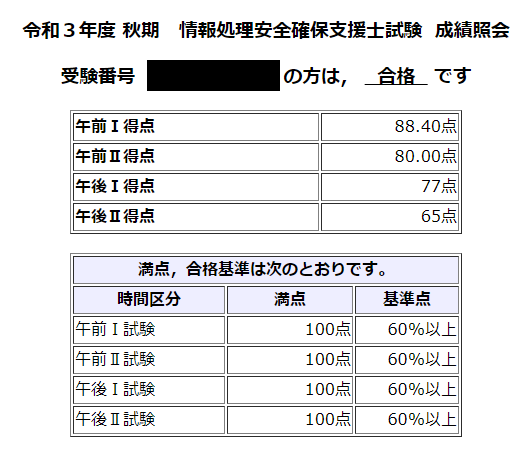 令和３年度 秋期　情報処理安全確保支援士試験　成績照会
受験番号 の方は， 合格 です
午前Ⅰ得点 88.40点
午前Ⅱ得点 80.00点
午後Ⅰ得点 77点
午後Ⅱ得点 65点
満点，合格基準は次のとおりです。
時間区分 満点 基準点
午前Ⅰ試験 100点 60％以上
午前Ⅱ試験 100点 60％以上
午後Ⅰ試験 100点 60％以上
午後Ⅱ試験 100点 60％以上